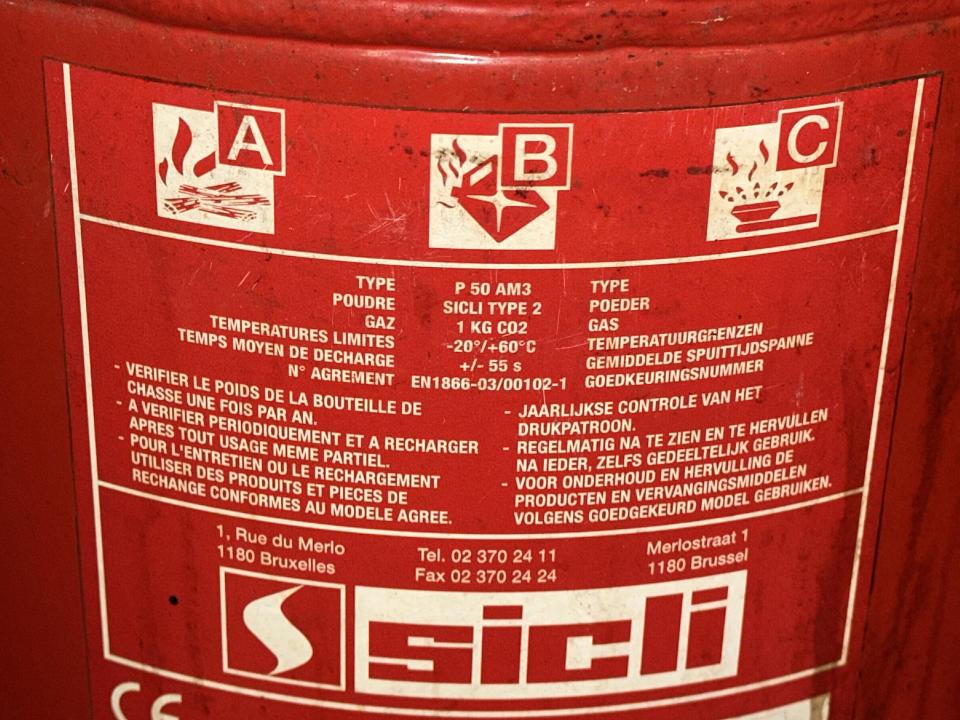 A
B
C
TYPE P 50 AM3 TYPE
POUDRE SICLI TYPE 2 POEDER
GAZ 1 KG CO2 GAS
TEMPERATURES LIMITES -20°/+60°C TEMPERATUURGRENZEN
TEMPS MOYEN DE DECHARGE +/- 55 s GEMIDDELDE SPUITTIJDSPANNE
N° AGREMENT EN1866-03/00102-1 GOEDKEURINGSNUMMER
- VERIFIER LE POIDS DE LA BOUTEILLE DE
CHASSE UNE FOIS PAR AN.
- A VERIFIER PERIODIQUEMENT ET A RECHARGER
APRES TOUT USAGE MEME PARTIEL.
- POUR L'ENTRETIEN OU LE RECHARGEMENT
UTILISER DES PRODUITS ET PIECES DE
RECHANGE CONFORMES AU MODELE AGREE.
- JAARLIJKSE CONTROLE VAN HET
DRUKPATROON.
- REGELMATIG NA TE ZIEN EN TE HERVULLEN
NA IEDER, ZELFS GEDEELTELIJK GEBRUIK.
- VOOR ONDERHOUD EN HERVULLING DE
PRODUCTEN EN VERVANGINGSMIDDELEN
VOLGENS GOEDGEKEURD MODEL GEBRUIKEN.
1, Rue du Merlo
1180 Bruxelles
Tel. 02 370 24 11
Fax 02 370 24 24
Merlostraat 1
1180 Brussel
sicli
CE